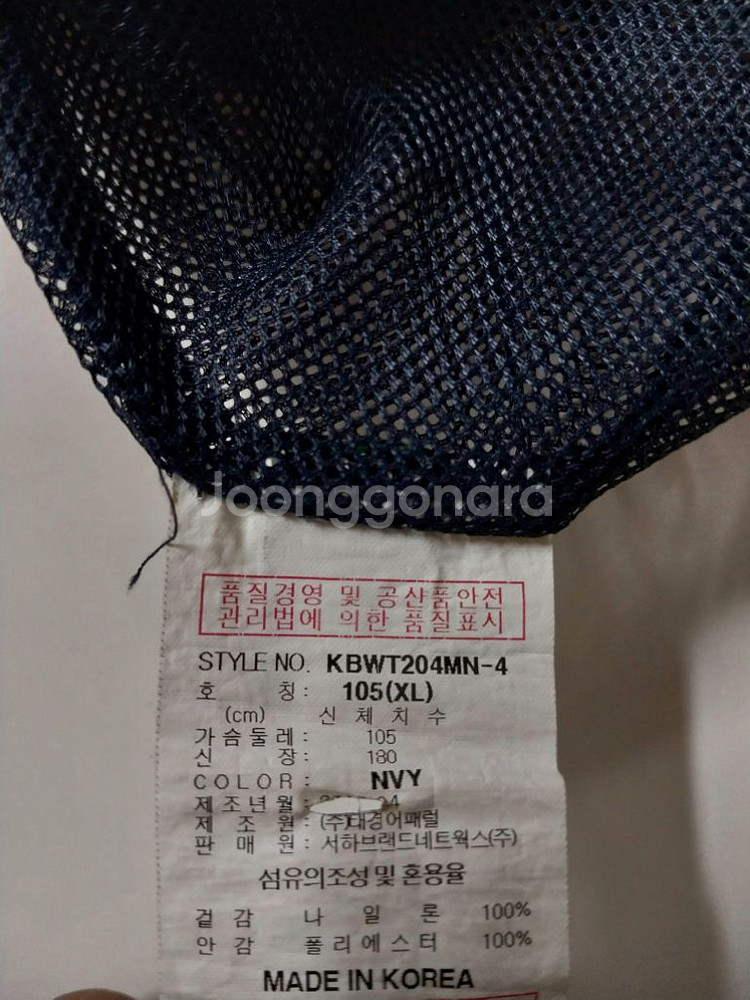 Joonggonara
품질경영 및 공산품안전
관리법에 의한 품질표시
STYLE NO. KBWT204MN-4
호 칭 : 105(XL)
(cm) 신 체 치 수
가슴둘레 : 105
신 장 : 180
COLOR : NVY
제조년월 :
제 조 원 : (주)태경어패럴
판 매 원 : 서하브랜드네트웍스(주)
섬유의조성 및 혼용율
겉 감 나 일 론 100%
안 감 폴리에스터 100%
MADE IN KOREA